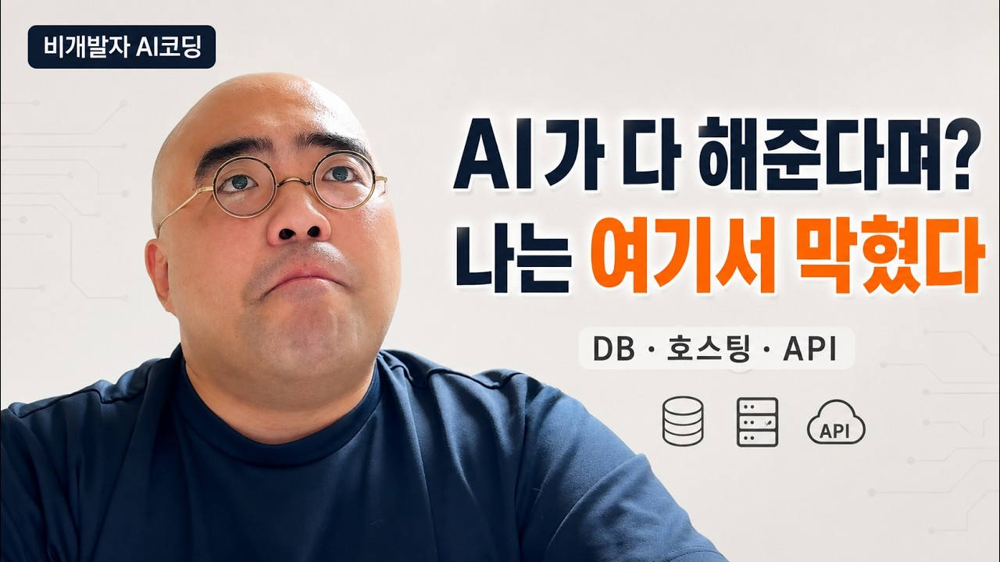 비개발자 AI코딩
AI가 다 해준다며?
나는 여기서 막혔다
DB · 호스팅 · API
API